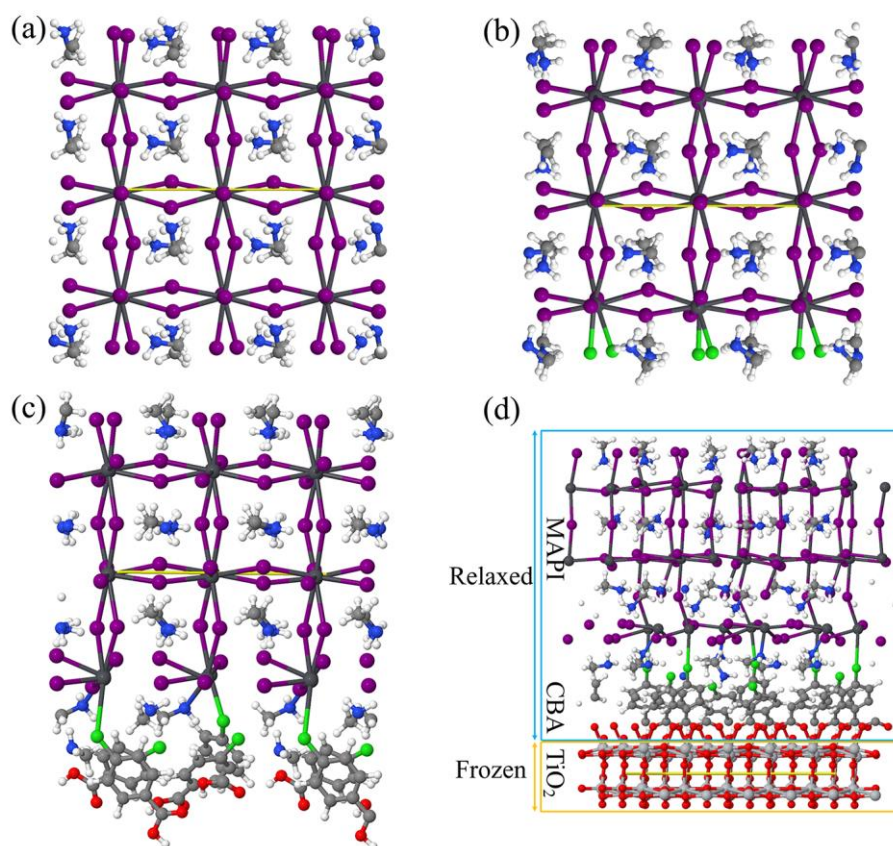 (a)
(b)
(c)
(d)
Relaxed
MAPI
CBA
Frozen
TiO₂